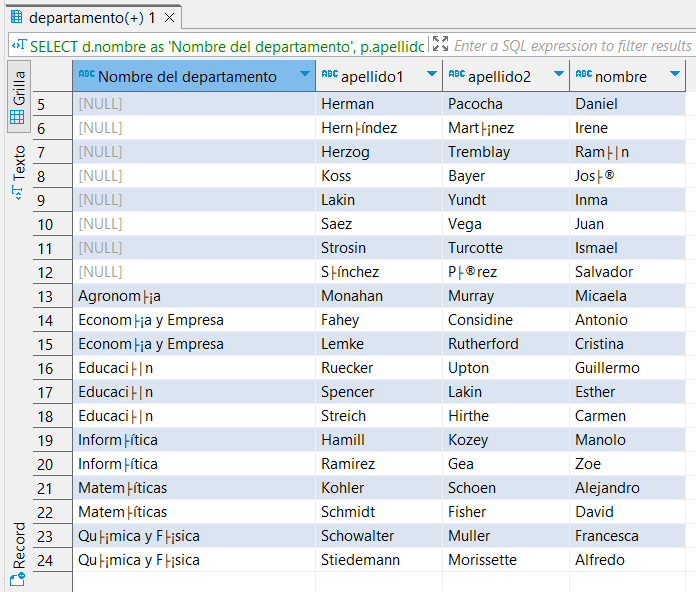 departamento(+) 1
SELECT d.nombre as 'Nombre del departamento', p.apellido Enter a SQL expression to filter results
Grilla
Texto
Record
ABC Nombre del departamento ABC apellido1 ABC apellido2 ABC nombre
5 [NULL] Herman Pacocha Daniel
6 [NULL] Hern├índez Mart├¡nez Irene
7 [NULL] Herzog Tremblay Ram├│n
8 [NULL] Koss Bayer Jos├®
9 [NULL] Lakin Yundt Inma
10 [NULL] Saez Vega Juan
11 [NULL] Strosin Turcotte Ismael
12 [NULL] S├ínchez P├®rez Salvador
13 Agronom├¡a Monahan Murray Micaela
14 Econom├¡a y Empresa Fahey Considine Antonio
15 Econom├¡a y Empresa Lemke Rutherford Cristina
16 Educaci├│n Ruecker Upton Guillermo
17 Educaci├│n Spencer Lakin Esther
18 Educaci├│n Streich Hirthe Carmen
19 Inform├ítica Hamill Kozey Manolo
20 Inform├ítica Ramirez Gea Zoe
21 Matem├íticas Kohler Schoen Alejandro
22 Matem├íticas Schmidt Fisher David
23 Qu├¡mica y F├¡sica Schowalter Muller Francesca
24 Qu├¡mica y F├¡sica Stiedemann Morissette Alfredo